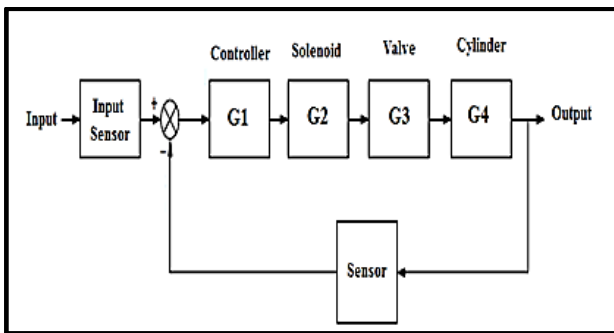 Controller Solenoid Valve Cylinder
Input
Input
Sensor
+
-
G1
G2
G3
G4
Output
Sensor